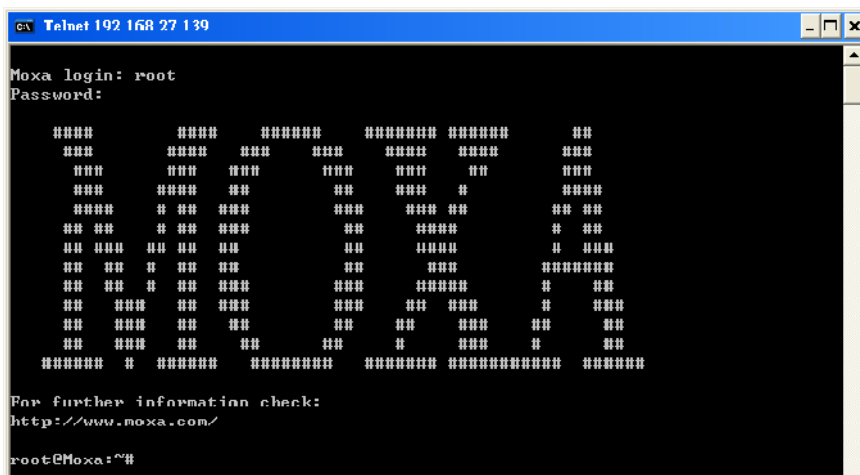 Telnet 192.168.27.139
Moxa login: root
Password:
MOXA
For further information check:
http://www.moxa.com/
root@Moxa:~#